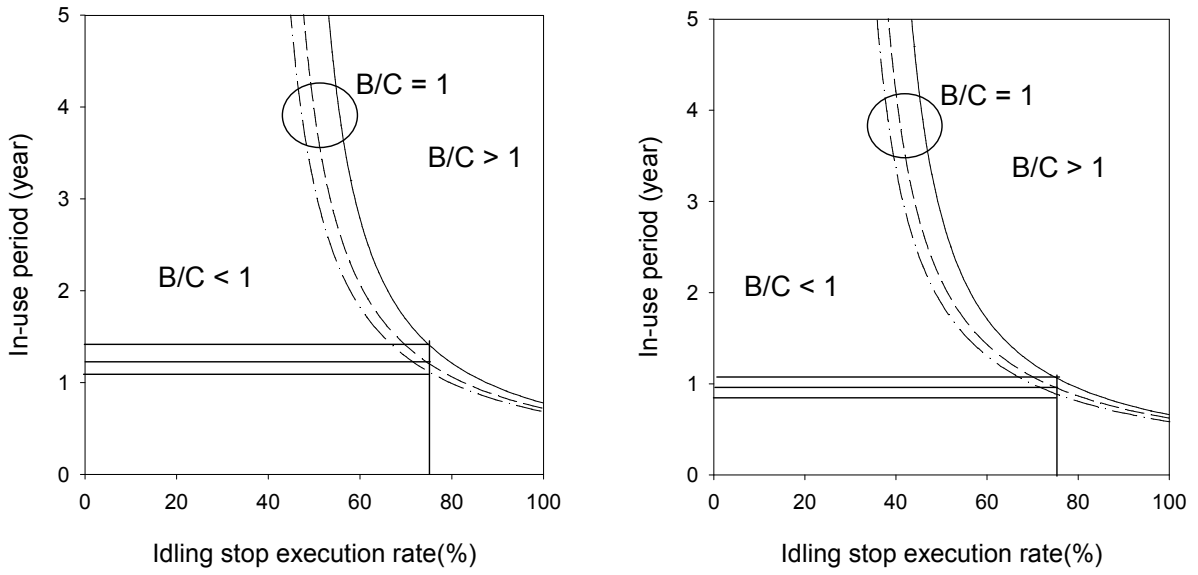 5
4
3
2
1
0
In-use period (year)
B/C = 1
B/C > 1
B/C < 1
0 20 40 60 80 100
Idling stop execution rate(%)
5
4
3
2
1
0
In-use period (year)
B/C = 1
B/C > 1
B/C < 1
0 20 40 60 80 100
Idling stop execution rate(%)